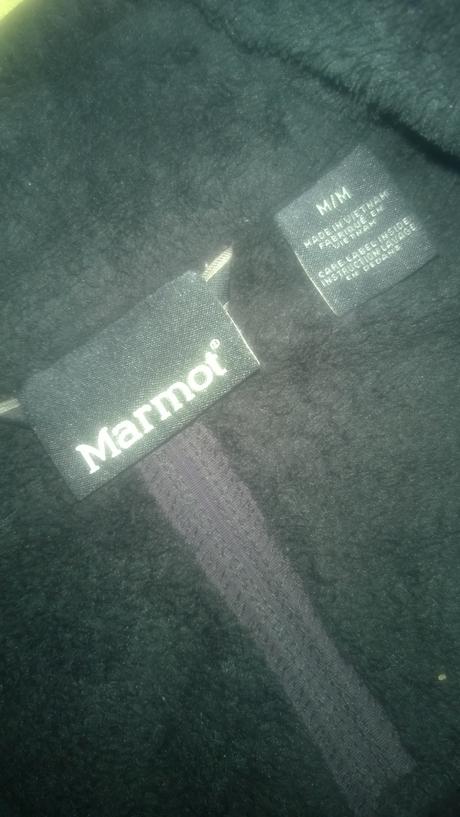 Marmot®
M/M
MADE IN VIETNAM
FABRIQUÉ EN
VIETNAM
CARE LABEL INSIDE
INSTRUCTION LAVAGE
EN DEDANS